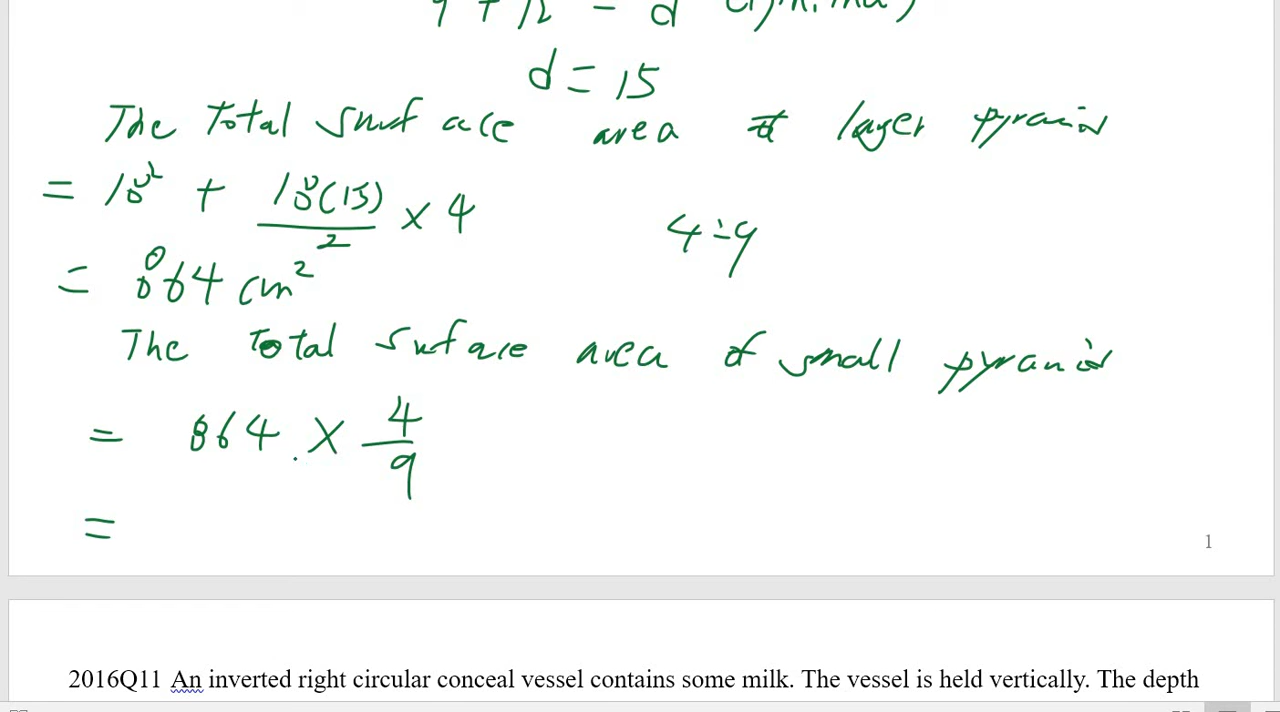 9 + 12 = d
d = 15
The Total surface area of larger pyramid
= 18² + 18(15)/2 × 4
4 : 9
= 864 cm²
The Total surface area of small pyramid
= 864 × 4/9
=
1
2016Q11 An inverted right circular conceal vessel contains some milk. The vessel is held vertically. The depth